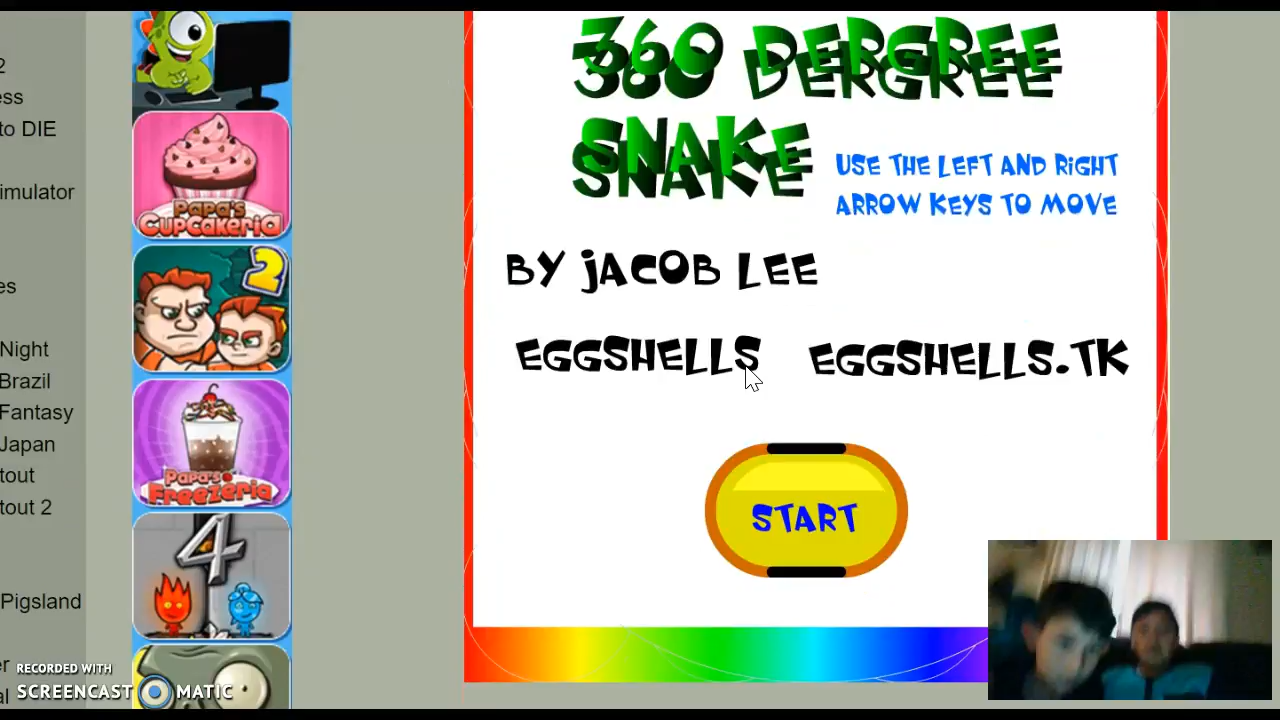 2
ess
to DIE
imulator
es
Night
Brazil
Fantasy
Japan
tout
tout 2
Pigsland
er
al
Papa's
Cupcakeria
2
Papa's
Freezeria
4
360 DERGREE
SNAKE
USE THE LEFT AND RIGHT
ARROW KEYS TO MOVE
BY JACOB LEE
EGGSHELLS EGGSHELLS.TK
START
RECORDED WITH
SCREENCAST MATIC